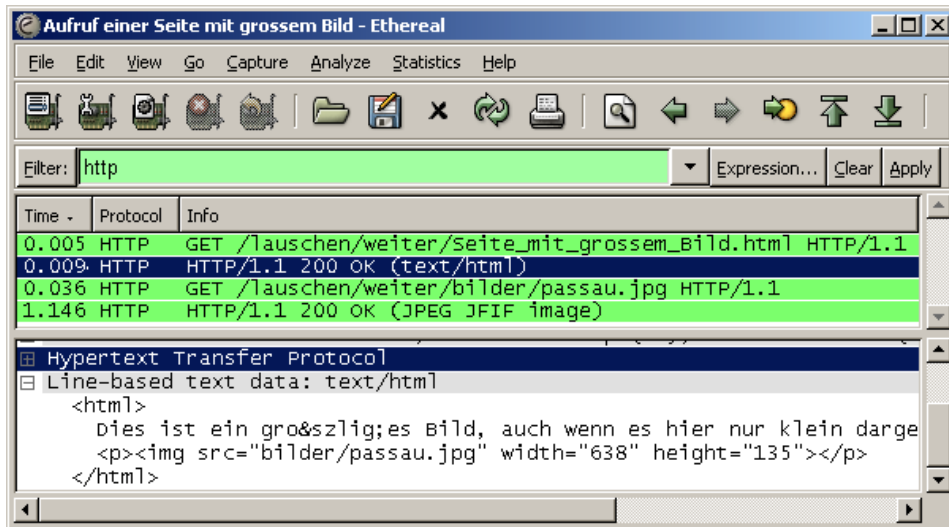 Aufruf einer Seite mit grossem Bild - Ethereal
File Edit View Go Capture Analyze Statistics Help
Filter: http Expression... Clear Apply
Time Protocol Info
0.005 HTTP GET /lauschen/weiter/Seite_mit_grossem_Bild.html HTTP/1.1
0.009 HTTP HTTP/1.1 200 OK (text/html)
0.036 HTTP GET /lauschen/weiter/bilder/passau.jpg HTTP/1.1
1.146 HTTP HTTP/1.1 200 OK (JPEG JFIF image)
Hypertext Transfer Protocol
Line-based text data: text/html
<html>
Dies ist ein gro&szlig;es Bild, auch wenn es hier nur klein darge
<p><img src="bilder/passau.jpg" width="638" height="135"></p>
</html>